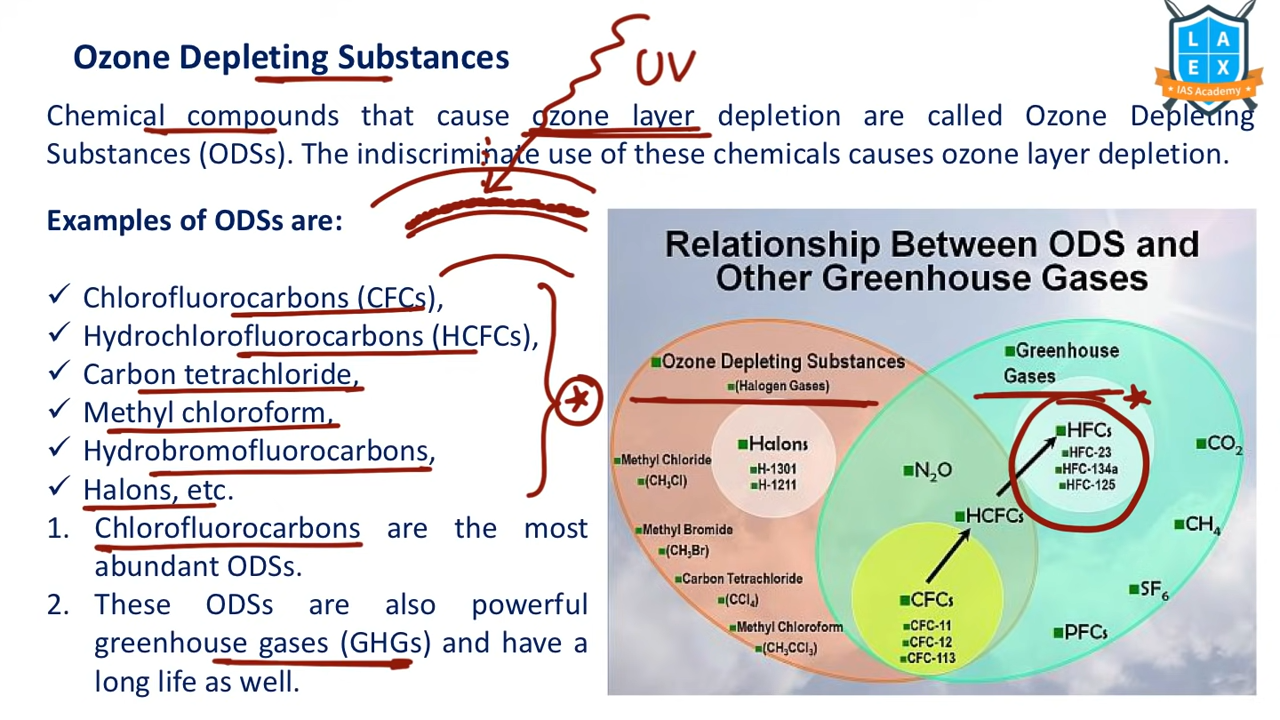 Ozone Depleting Substances
UV
L A
E X
IAS Academy
Chemical compounds that cause ozone layer depletion are called Ozone Depleting
Substances (ODSs). The indiscriminate use of these chemicals causes ozone layer depletion.
Examples of ODSs are:
✓ Chlorofluorocarbons (CFCs),
✓ Hydrochlorofluorocarbons (HCFCs),
✓ Carbon tetrachloride,
✓ Methyl chloroform,
✓ Hydrobromofluorocarbons,
✓ Halons, etc.
1. Chlorofluorocarbons are the most
abundant ODSs.
2. These ODSs are also powerful
greenhouse gases (GHGs) and have a
long life as well.
Relationship Between ODS and
Other Greenhouse Gases
Ozone Depleting Substances
(Halogen Gases)
Halons
H-1301
H-1211
Methyl Chloride
(CH₃Cl)
Methyl Bromide
(CH₃Br)
Carbon Tetrachloride
(CCl₄)
Methyl Chloroform
(CH₃CCl₃)
N₂O
HCFCs
CFCs
CFC-11
CFC-12
CFC-113
Greenhouse
Gases
HFCs
HFC-23
HFC-134a
HFC-125
CO₂
CH₄
SF₆
PFCs